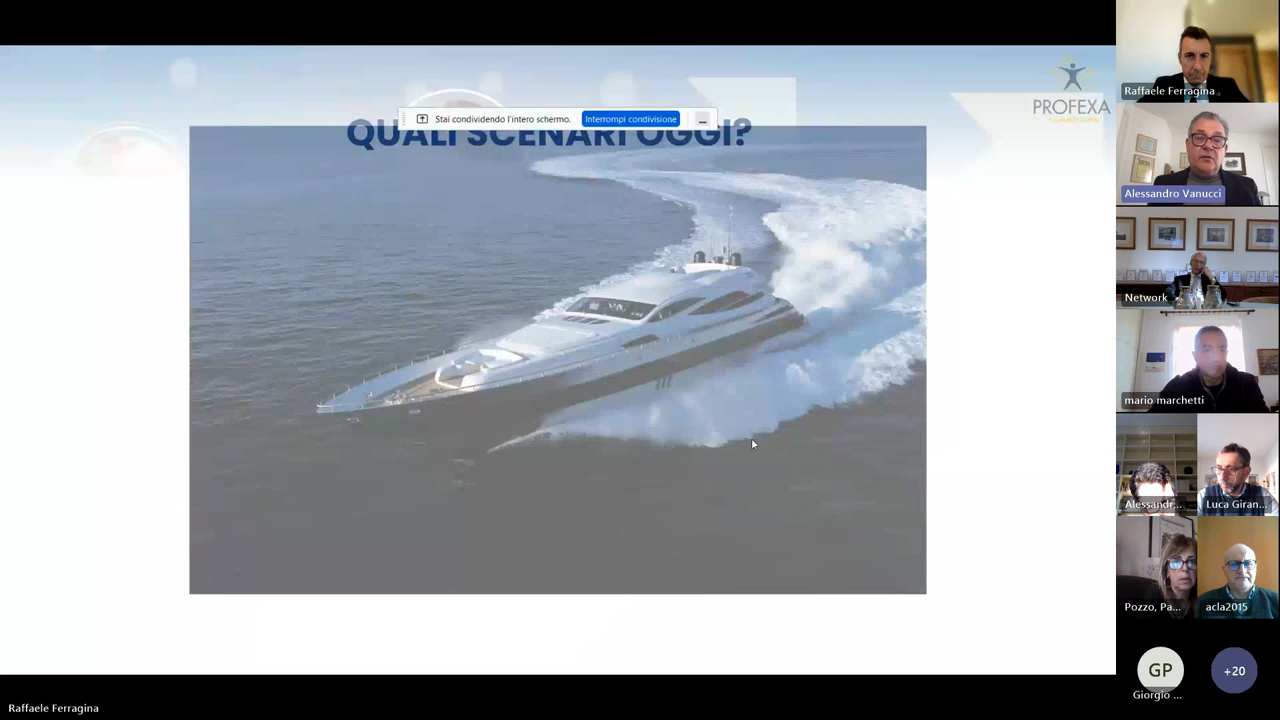 Stai condividendo l'intero schermo. Interrompi condivisione
QUALI SCENARI OGGI?
PROFEXA
Raffaele Ferragina
Alessandro Vanucci
Network
mario marchetti
Alessandr...
Luca Giran...
Pozzo, Pa...
acla2015
GP
+20
Giorgio ...
Raffaele Ferragina